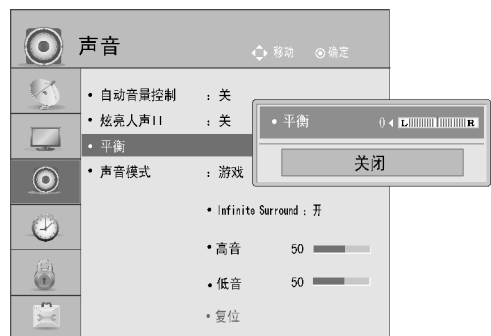 声音
移动 确定
• 自动音量控制 : 关
• 炫亮人声II : 关
• 平衡
• 声音模式 : 游戏
• Infinite Surround : 开
• 高音 50
• 低音 50
• 复位
• 平衡 0 L R
关闭